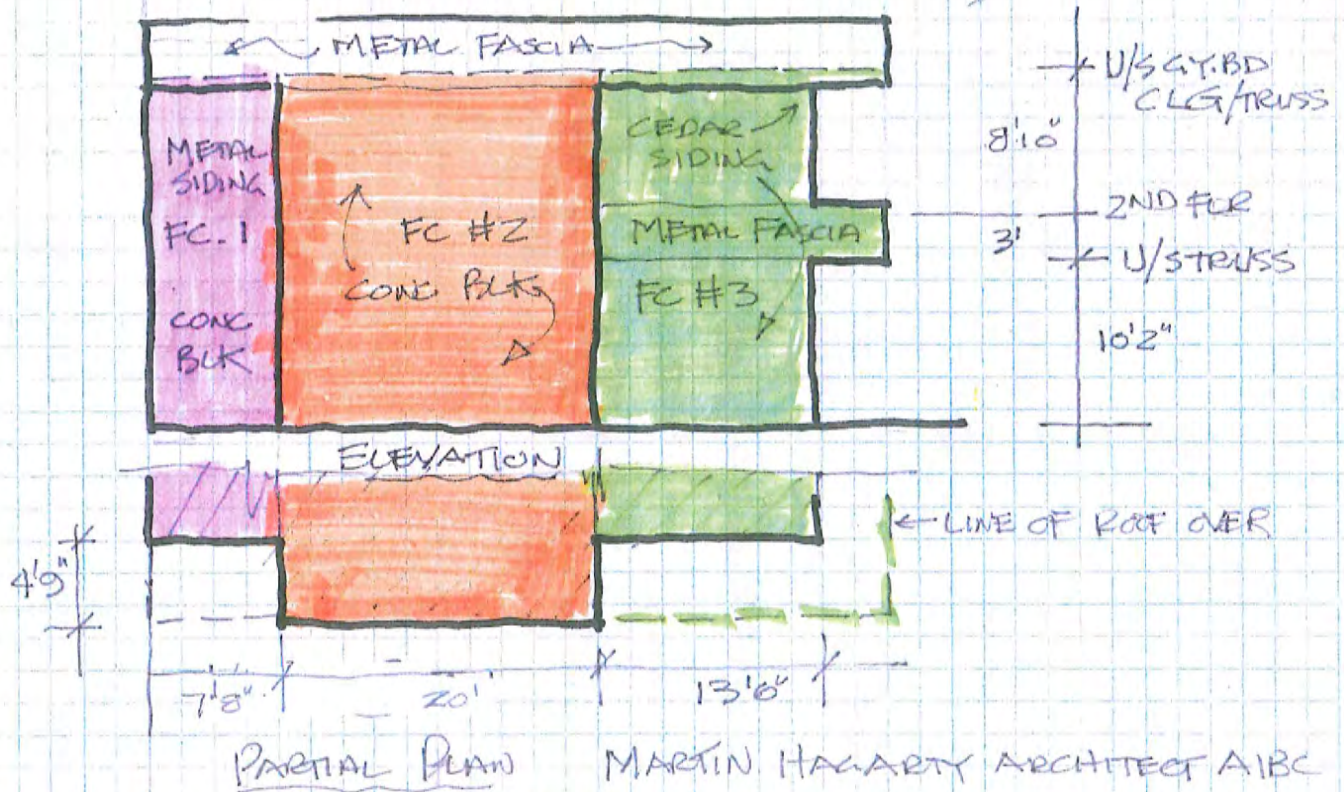 METAL FASCIA
U/S GY.BD
CLG/TRUSS
METAL
SIDING
FC. 1
CONC
BLK
FC #2
CONC BLK
CEDAR
SIDING
METAL FASCIA
FC #3
8'10"
2ND FLR
3'
U/S TRUSS
10'2"
ELEVATION
LINE OF ROOF OVER
4'9"
7'8"
20'
13'6"
PARTIAL PLAN
MARTIN HAGARTY ARCHITECT AIBC